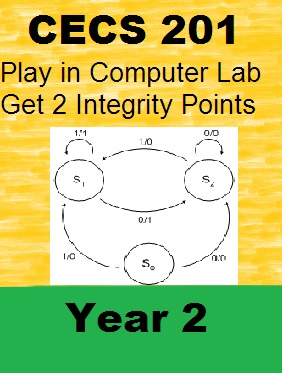 CECS 201
Play in Computer Lab
Get 2 Integrity Points
1/1
1/0
0/0
S1
S2
0/1
1/0
0/0
S0
Year 2